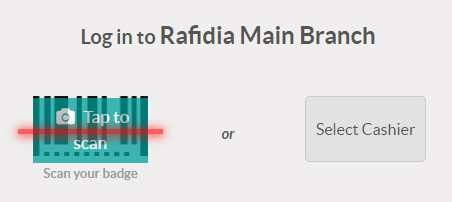 Log in to Rafidia Main Branch
Tap to
scan
Scan your badge
or
Select Cashier